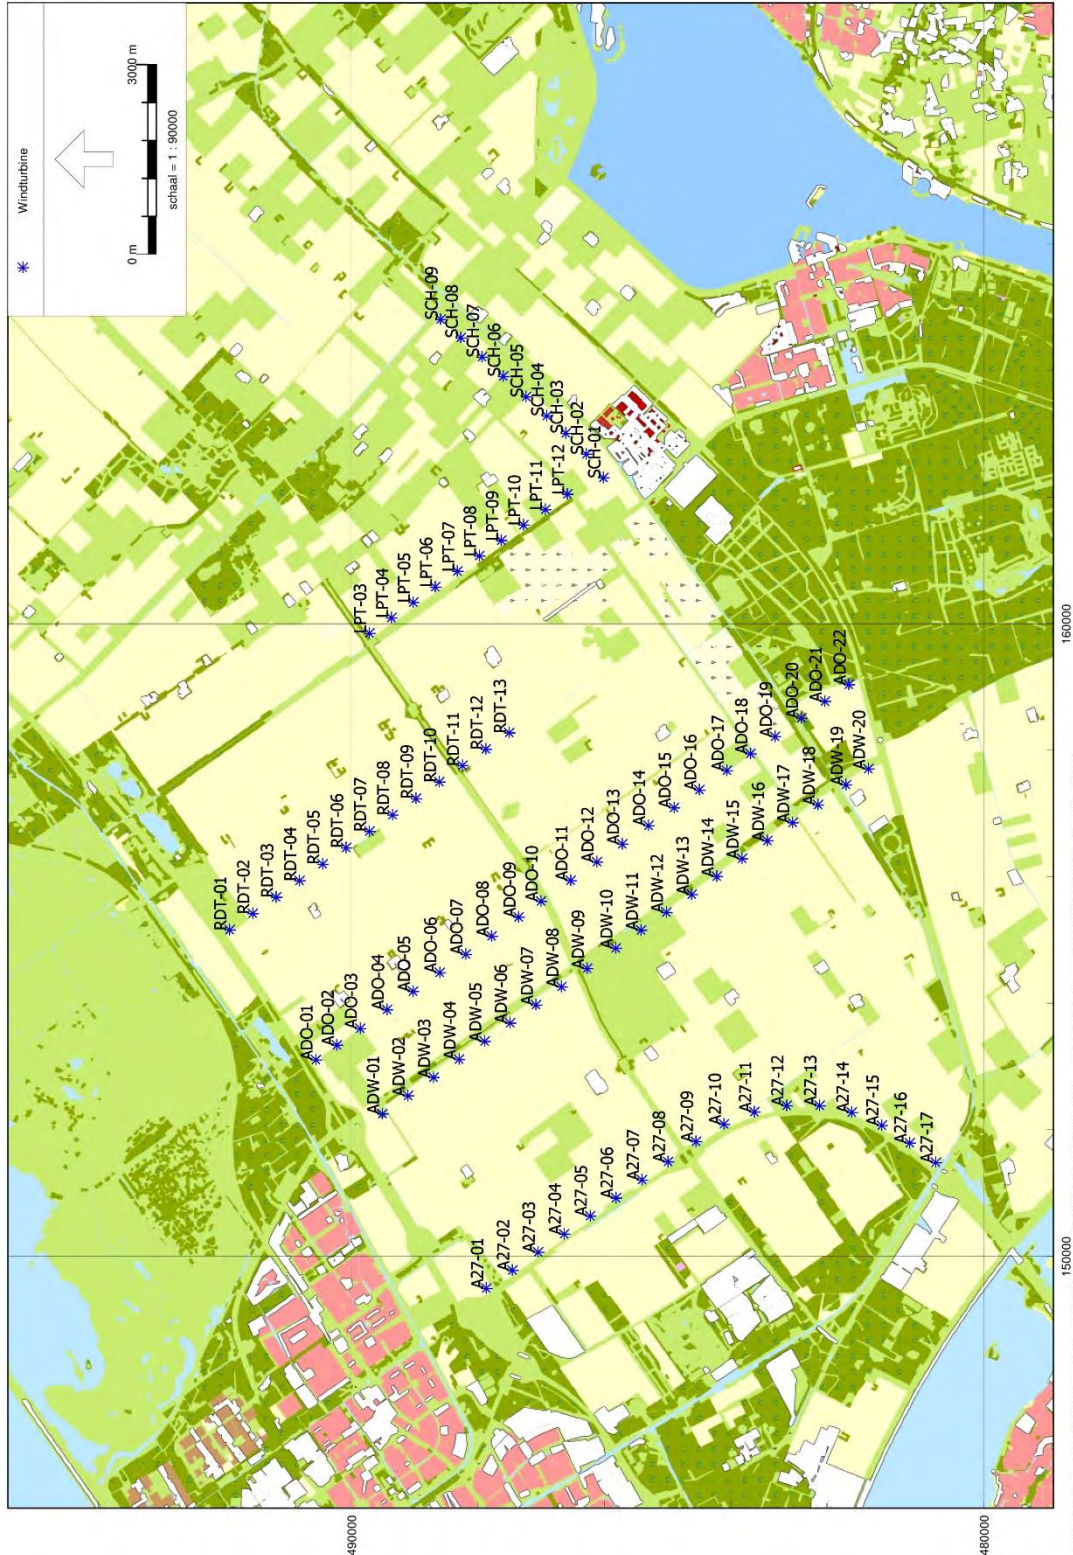 Windturbine
0 m
3000 m
schaal = 1 : 90000
RDT-01
RDT-02
RDT-03
RDT-04
RDT-05
RDT-06
RDT-07
RDT-08
RDT-09
RDT-10
RDT-11
RDT-12
RDT-13
LPT-03
LPT-04
LPT-05
LPT-06
LPT-07
LPT-08
LPT-09
LPT-10
LPT-11
LPT-12
SCH-09
SCH-08
SCH-07
SCH-06
SCH-05
SCH-04
SCH-03
SCH-02
SCH-01
ADO-01
ADO-02
ADO-03
ADO-04
ADO-05
ADO-06
ADO-07
ADO-08
ADO-09
ADO-10
ADO-11
ADO-12
ADO-13
ADO-14
ADO-15
ADO-16
ADO-17
ADO-18
ADO-19
ADO-20
ADO-21
ADO-22
ADW-01
ADW-02
ADW-03
ADW-04
ADW-05
ADW-06
ADW-07
ADW-08
ADW-09
ADW-10
ADW-11
ADW-12
ADW-13
ADW-14
ADW-15
ADW-16
ADW-17
ADW-18
ADW-19
ADW-20
A27-01
A27-02
A27-03
A27-04
A27-05
A27-06
A27-07
A27-08
A27-09
A27-10
A27-11
A27-12
A27-13
A27-14
A27-15
A27-16
A27-17
490000
480000
150000
160000